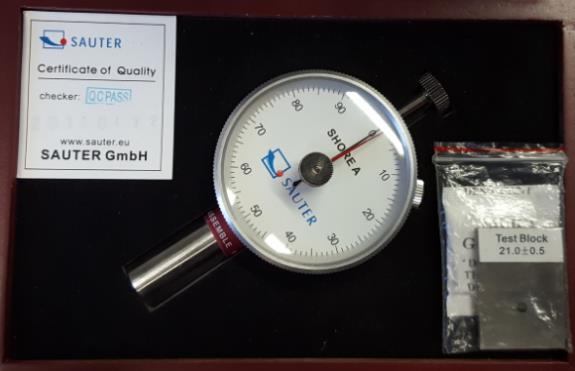 SAUTER
Certificate of Quality
checker: QC PASS
www.sauter.eu
SAUTER GmbH
SHORE A
SAUTER
0
10
20
30
40
50
60
70
80
90
Test Block
21.0±0.5